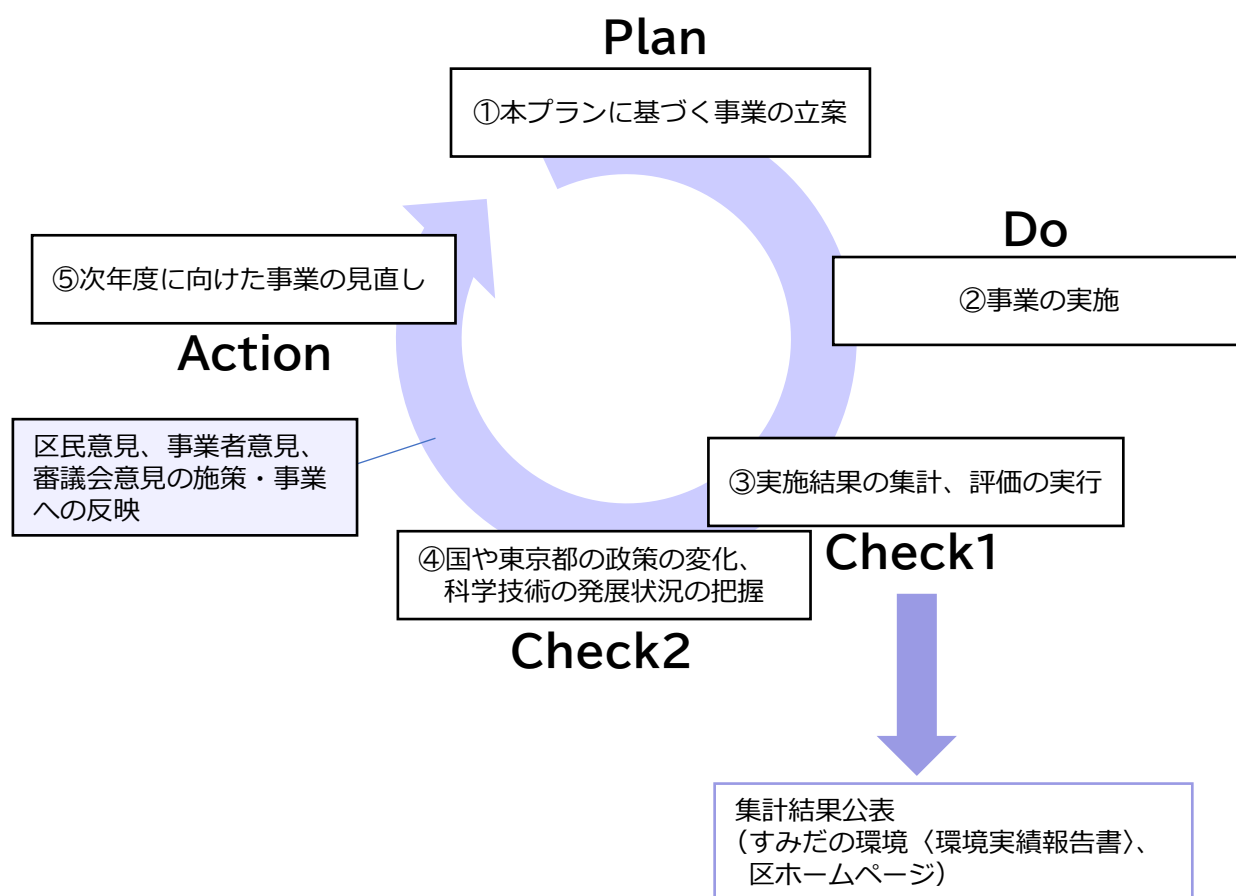 Plan
①本プランに基づく事業の立案
Do
②事業の実施
⑤次年度に向けた事業の見直し
Action
区民意見、事業者意見、
審議会意見の施策・事業
への反映
③実施結果の集計、評価の実行
Check1
④国や東京都の政策の変化、
科学技術の発展状況の把握
Check2
集計結果公表
(すみだの環境〈環境実績報告書〉、
区ホームページ)